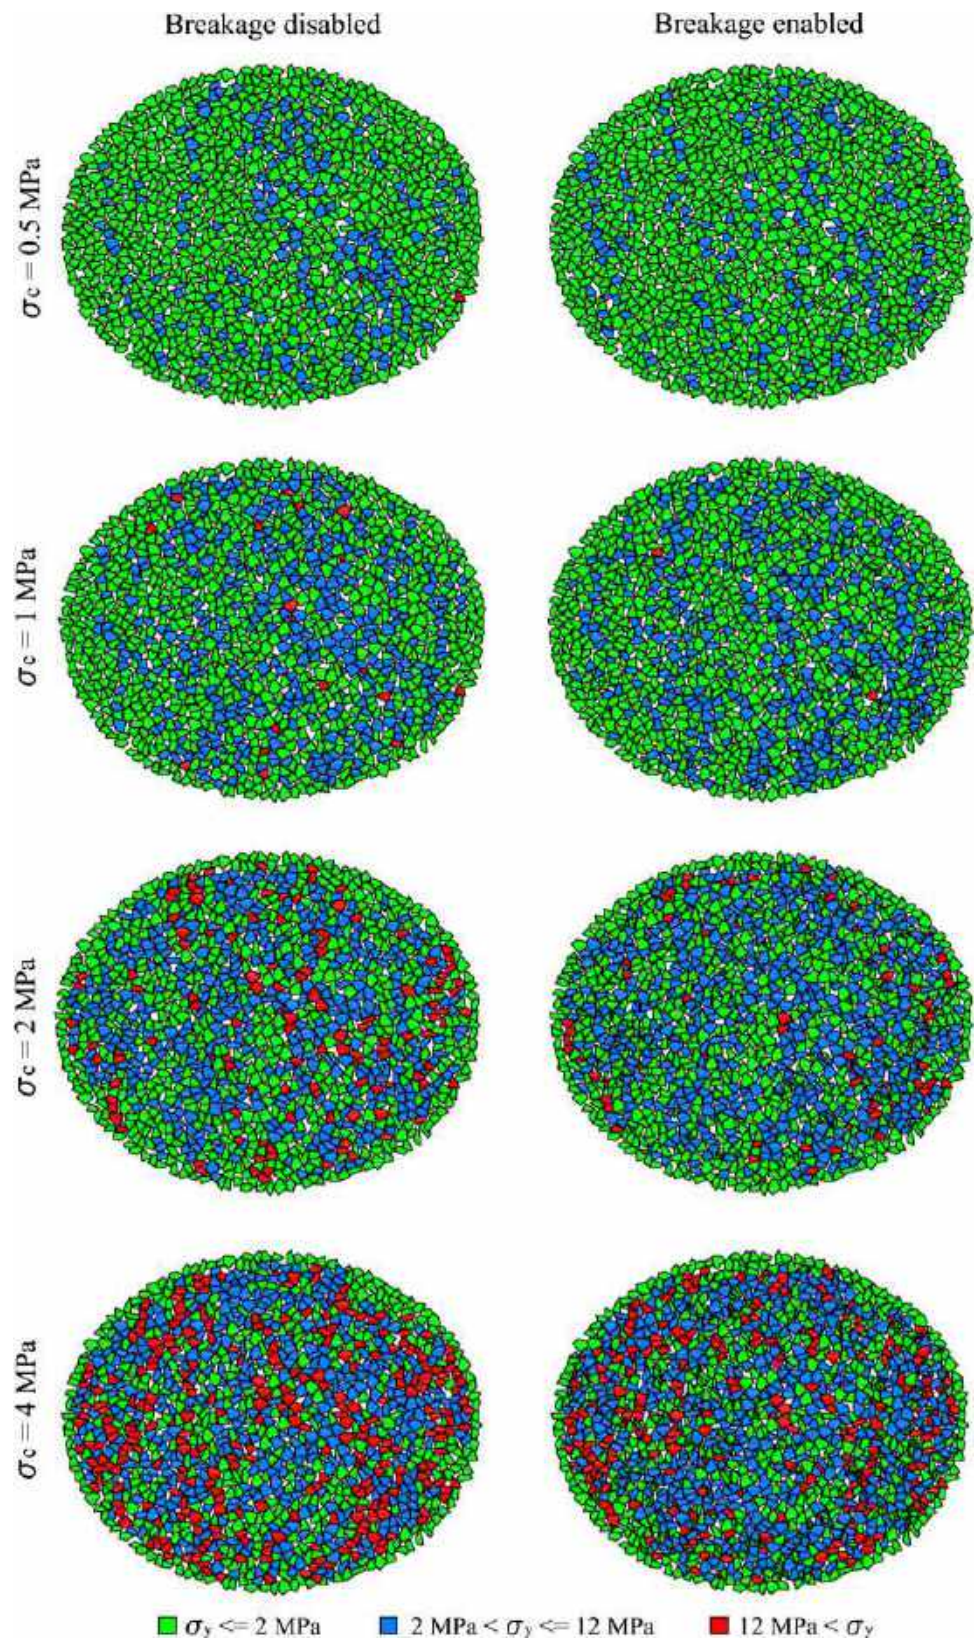 Breakage disabled
Breakage enabled
σc = 0.5 MPa
σc = 1 MPa
σc = 2 MPa
σc = 4 MPa
σy <= 2 MPa
2 MPa < σy <= 12 MPa
12 MPa < σy